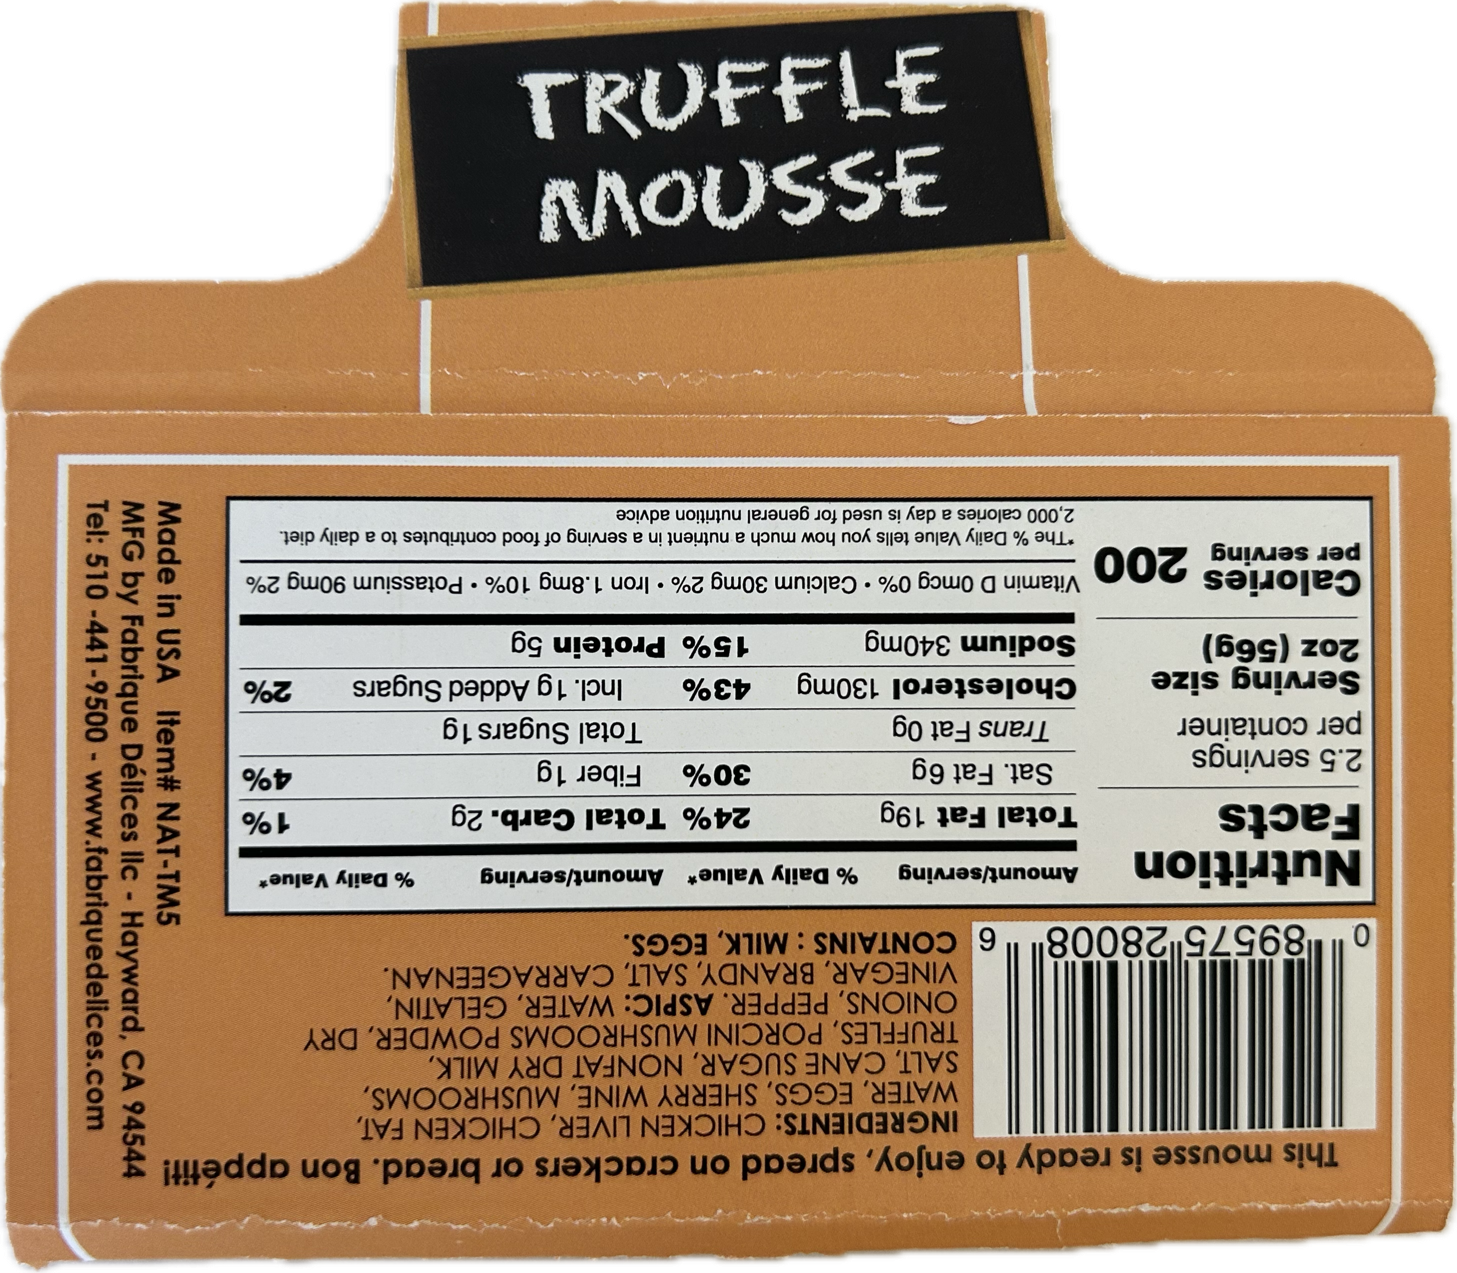 TRUFFLE
MOUSSE
This mousse is ready to enjoy, spread on crackers or bread. Bon appétit!
INGREDIENTS: CHICKEN LIVER, CHICKEN FAT,
WATER, EGGS, SHERRY WINE, MUSHROOMS,
SALT, CANE SUGAR, NONFAT DRY MILK,
TRUFFLES, PORCINI MUSHROOMS POWDER, DRY
ONIONS, PEPPER. ASPIC: WATER, GELATIN,
VINEGAR, BRANDY, SALT, CARRAGEENAN.
CONTAINS : MILK, EGGS.
0 89575 28008 6
Nutrition
Facts
2.5 servings
per container
Serving size
2oz (56g)
Calories 200
per serving
Amount/serving % Daily Value* Amount/serving % Daily Value*
Total Fat 19g 24% Total Carb. 2g 1%
Sat. Fat 6g 30% Fiber 1g 4%
Trans Fat 0g Total Sugars 1g
Cholesterol 130mg 43% Incl. 1g Added Sugars 2%
Sodium 340mg 15% Protein 5g
Vitamin D 0mcg 0% • Calcium 30mg 2% • Iron 1.8mg 10% • Potassium 90mg 2%
*The % Daily Value tells you how much a nutrient in a serving of food contributes to a daily diet.
2,000 calories a day is used for general nutrition advice
Made in USA Item# NAT-TM5
MFG by Fabrique Délices llc - Hayward, CA 94544
Tel: 510 -441-9500 - www.fabriquedelices.com